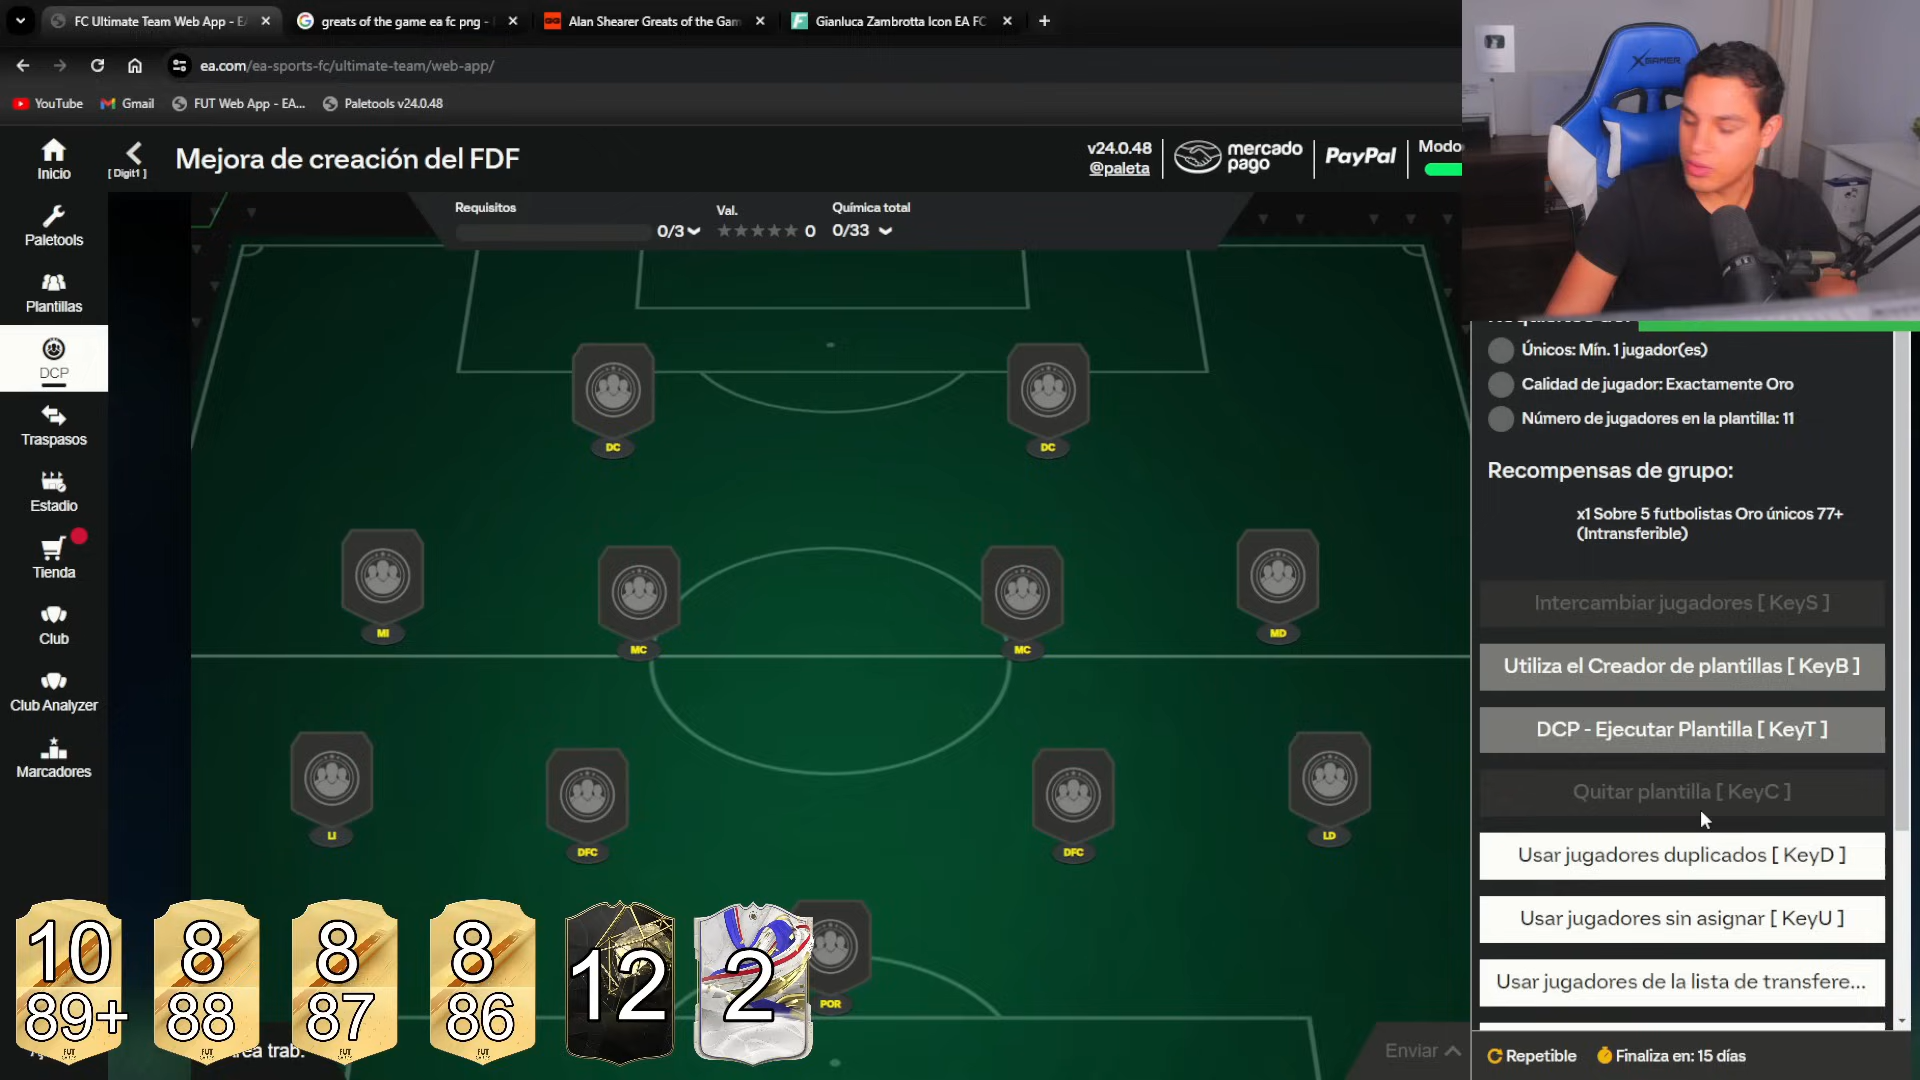 FC Ultimate Team Web App - E
greats of the game ea fc png -
Alan Shearer Greats of the Gam
Gianluca Zambrotta Icon EA FC
ea.com/ea-sports-fc/ultimate-team/web-app/
YouTube
Gmail
FUT Web App - EA...
Paletools v24.0.48
Inicio
[ Digit1 ]
Mejora de creación del FDF
v24.0.48
@paleta
mercado
pago
PayPal
Modo
XGAMER
Paletools
Plantillas
DCP
Traspasos
Estadio
Tienda
Club
Club Analyzer
Marcadores
Requisitos
0/3
Val.
0
Química total
0/33
DC
DC
MI
MC
MC
MD
LI
DFC
DFC
LD
POR
Únicos: Mín. 1 jugador(es)
Calidad de jugador: Exactamente Oro
Número de jugadores en la plantilla: 11
Recompensas de grupo:
x1 Sobre 5 futbolistas Oro únicos 77+
(Intransferible)
Intercambiar jugadores [ KeyS ]
Utiliza el Creador de plantillas [ KeyB ]
DCP - Ejecutar Plantilla [ KeyT ]
Quitar plantilla [ KeyC ]
Usar jugadores duplicados [ KeyD ]
Usar jugadores sin asignar [ KeyU ]
Usar jugadores de la lista de transfere...
Enviar
Repetible
Finaliza en: 15 días
10
89+
8
88
8
87
8
86
12
2